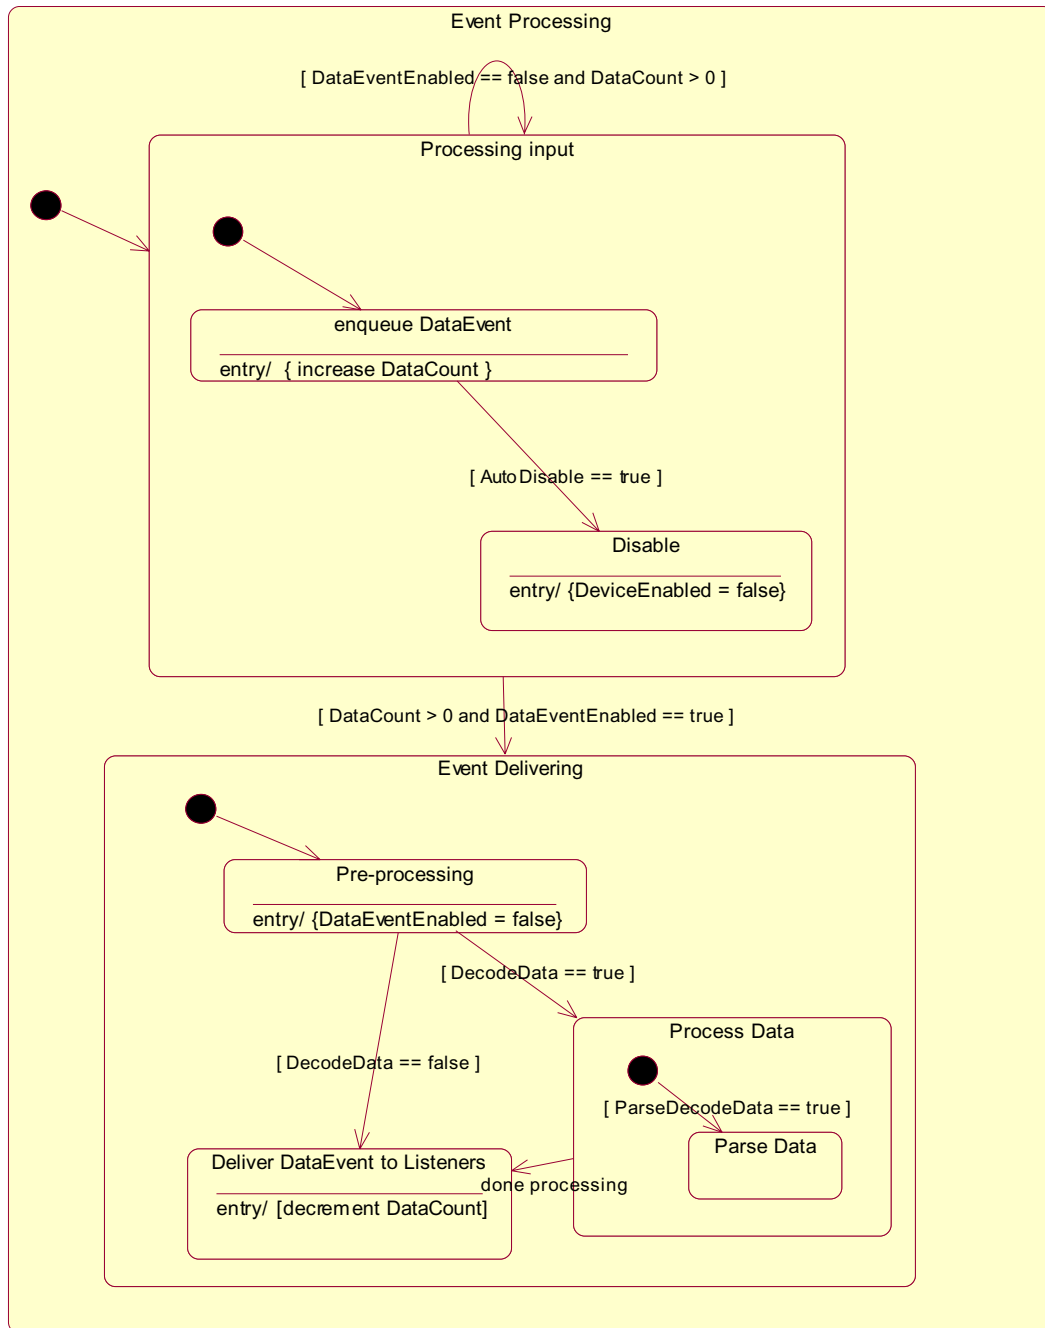 Event Processing
[ DataEventEnabled == false and DataCount > 0 ]
Processing input
enqueue DataEvent
entry/ { increase DataCount }
[ AutoDisable == true ]
Disable
entry/ {DeviceEnabled = false}
[ DataCount > 0 and DataEventEnabled == true ]
Event Delivering
Pre-processing
entry/ {DataEventEnabled = false}
[ DecodeData == true ]
Process Data
[ DecodeData == false ]
[ ParseDecodeData == true ]
Parse Data
Deliver DataEvent to Listeners
done processing
entry/ [decrement DataCount]